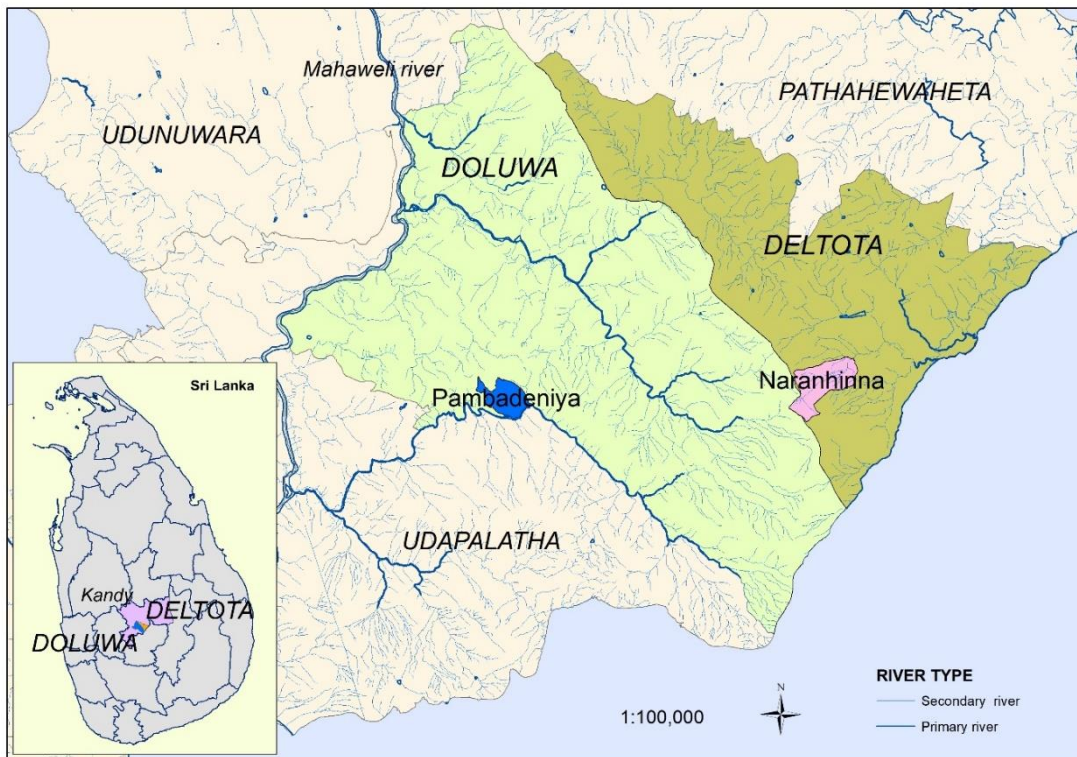 Mahaweli river
PATHAHEWAHETA
UDUNUWARA
DOLUWA
DELTOTA
Naranhinna
Pambadeniya
UDAPALATHA
Sri Lanka
Kandy
DELTOTA
DOLUWA
RIVER TYPE
Secondary river
Primary river
1:100,000
N